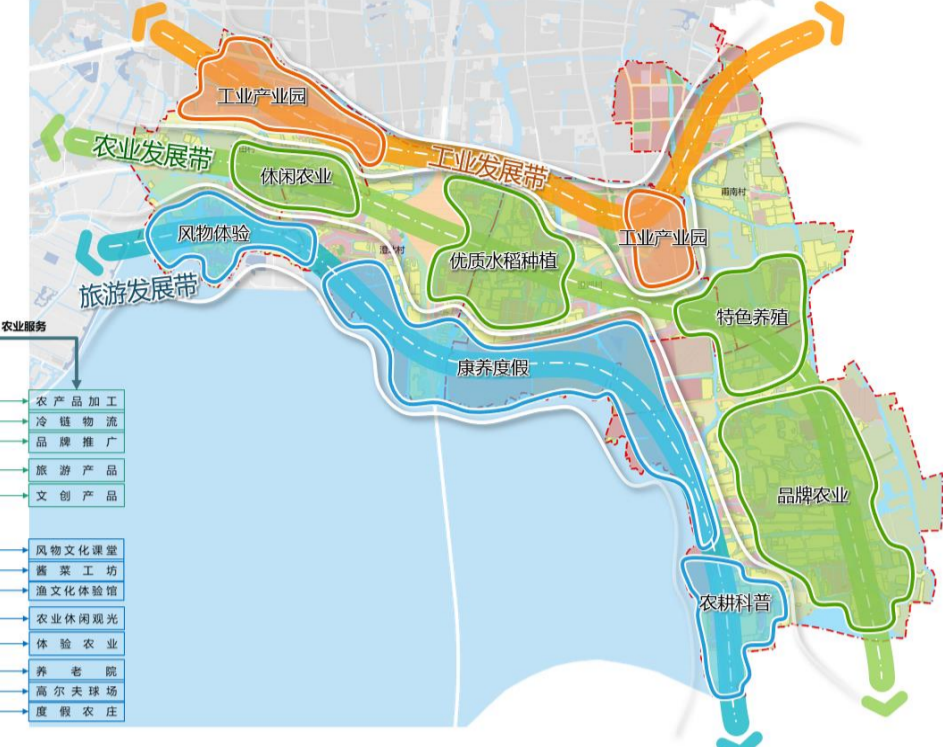 工业产业园
农业发展带
工业发展带
休闲农业
甪南村
风物体验
工业产业园
优质水稻种植
旅游发展带
特色养殖
农业服务
康养度假
农产品加工
冷链物流
品牌推广
旅游产品
文创产品
品牌农业
风物文化课堂
酱菜工坊
渔文化体验馆
农业休闲观光
体验农业
农耕科普
养老院
高尔夫球场
度假农庄